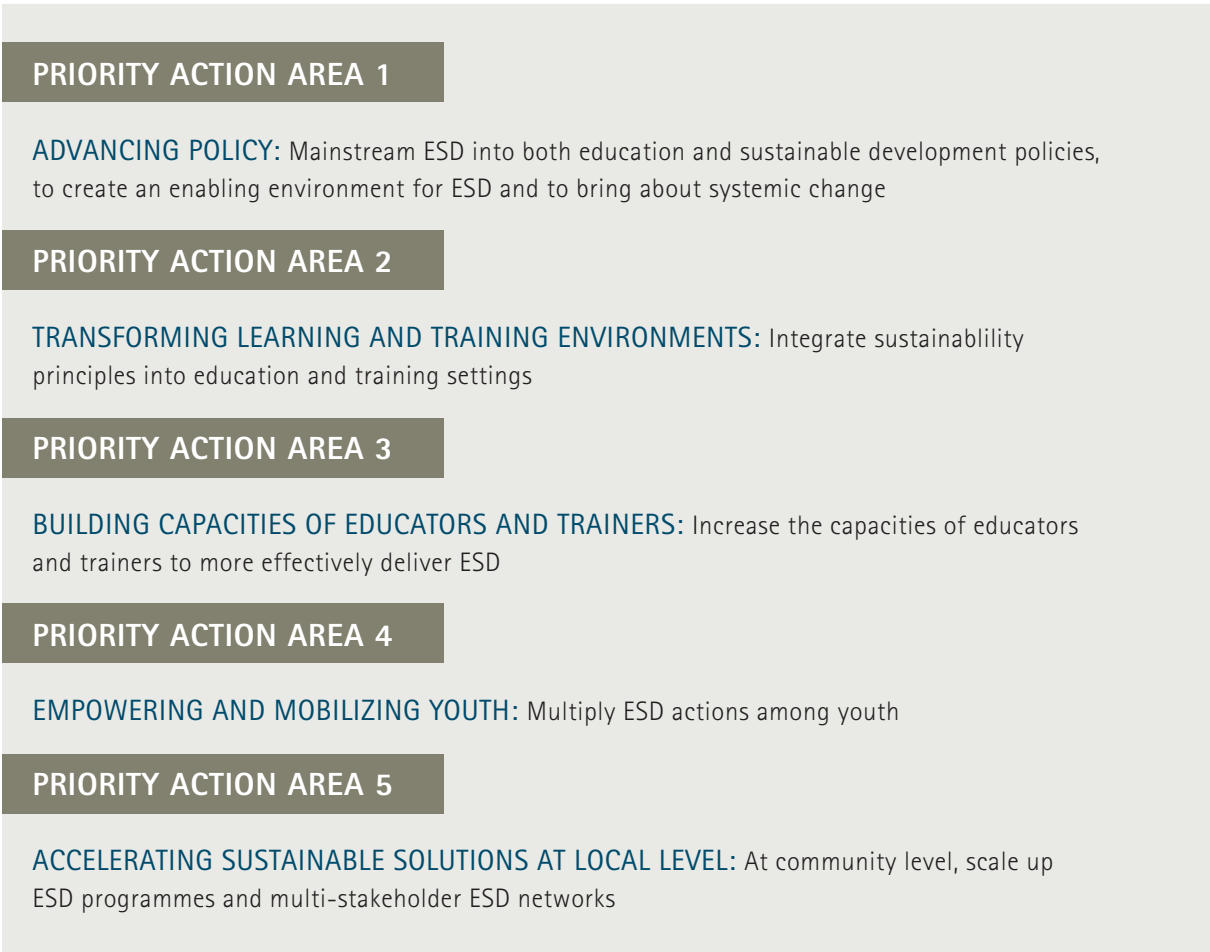 PRIORITY ACTION AREA 1
ADVANCING POLICY: Mainstream ESD into both education and sustainable development policies,
to create an enabling environment for ESD and to bring about systemic change
PRIORITY ACTION AREA 2
TRANSFORMING LEARNING AND TRAINING ENVIRONMENTS: Integrate sustainablility
principles into education and training settings
PRIORITY ACTION AREA 3
BUILDING CAPACITIES OF EDUCATORS AND TRAINERS: Increase the capacities of educators
and trainers to more effectively deliver ESD
PRIORITY ACTION AREA 4
EMPOWERING AND MOBILIZING YOUTH: Multiply ESD actions among youth
PRIORITY ACTION AREA 5
ACCELERATING SUSTAINABLE SOLUTIONS AT LOCAL LEVEL: At community level, scale up
ESD programmes and multi-stakeholder ESD networks